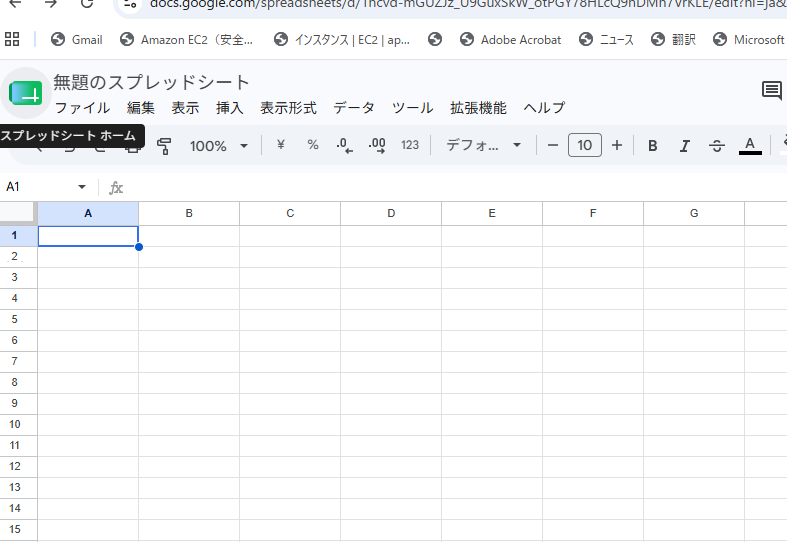 docs.google.com/spreadsheets/d/
Gmail Amazon EC2（安全... インスタンス | EC2 | ap... Adobe Acrobat ニュース 翻訳 Microsoft
無題のスプレッドシート
ファイル 編集 表示 挿入 表示形式 データ ツール 拡張機能 ヘルプ
スプレッドシート ホーム
100% ¥ % .0 .00 123 デフォ... 10 B I S A
A1 fx
A B C D E F G
1
2
3
4
5
6
7
8
9
10
11
12
13
14
15